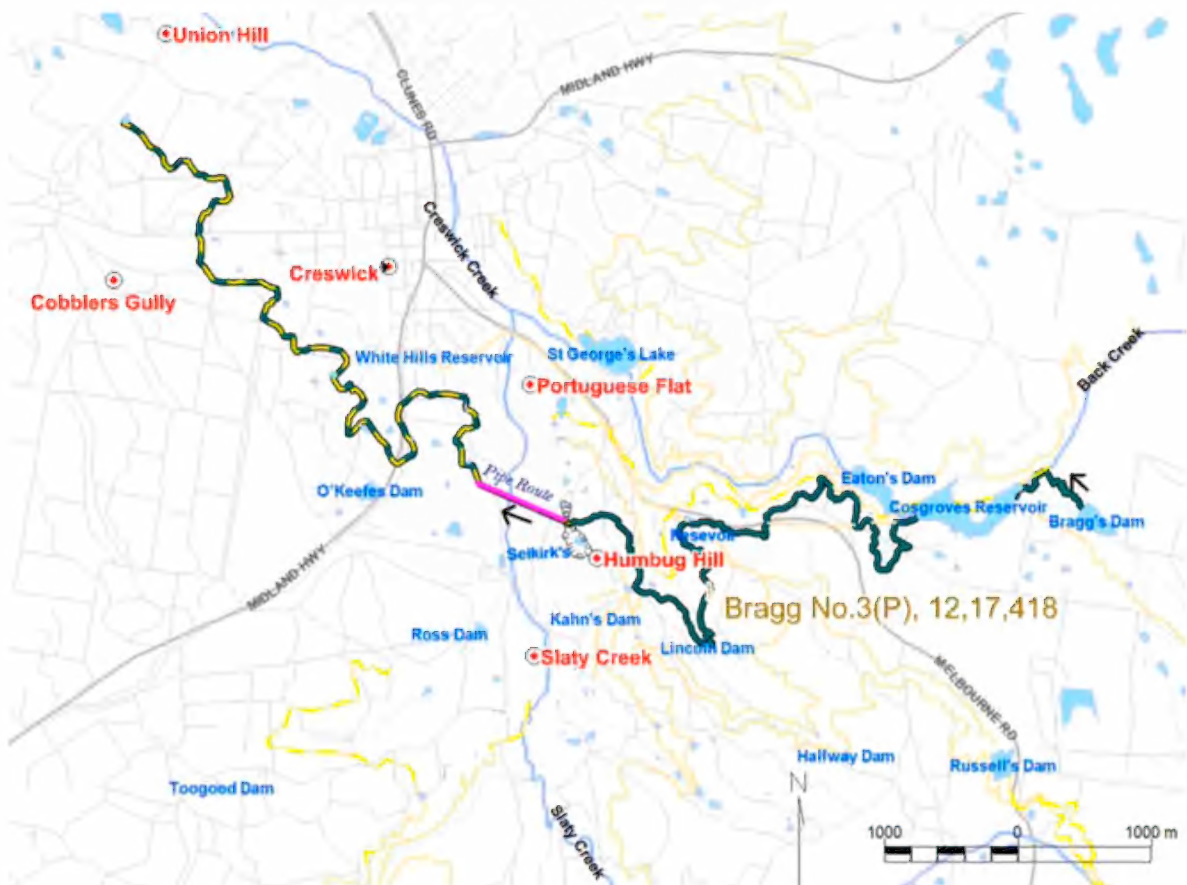 Union Hill
CLUNES RD
MIDLAND HWY
Creswick Creek
Creswick
Cobblers Gully
White Hills Reservoir
St George's Lake
Back Creek
Portuguese Flat
Pipe Route
O'Keefes Dam
Eaton's Dam
Cosgroves Reservoir
Bragg's Dam
Resevoir
Selkirk's
Humbug Hill
MIDLAND HWY
Bragg No.3(P), 12,17,418
Kahn's Dam
Ross Dam
Lincoln Dam
Slaty Creek
MELBOURNE RD
Halfway Dam
Russell's Dam
Toogood Dam
N
Slaty Creek
1000 0 1000 m